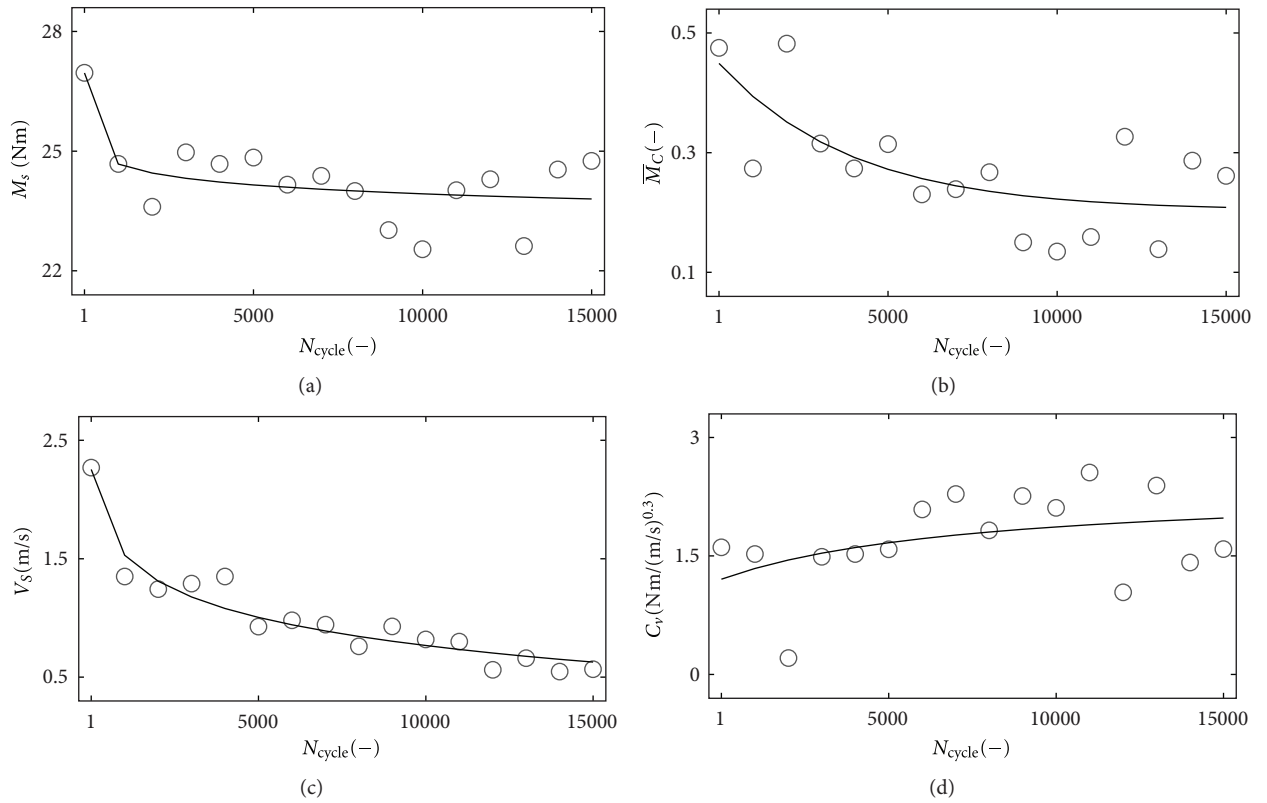 28
25
22
M_s (Nm)
1 5000 10000 15000
N_cycle(−)
(a)
0.5
0.3
0.1
M̅_C(−)
1 5000 10000 15000
N_cycle(−)
(b)
2.5
1.5
0.5
V_S(m/s)
1 5000 10000 15000
N_cycle(−)
(c)
3
1.5
0
C_v(Nm/(m/s)^0.3)
1 5000 10000 15000
N_cycle(−)
(d)